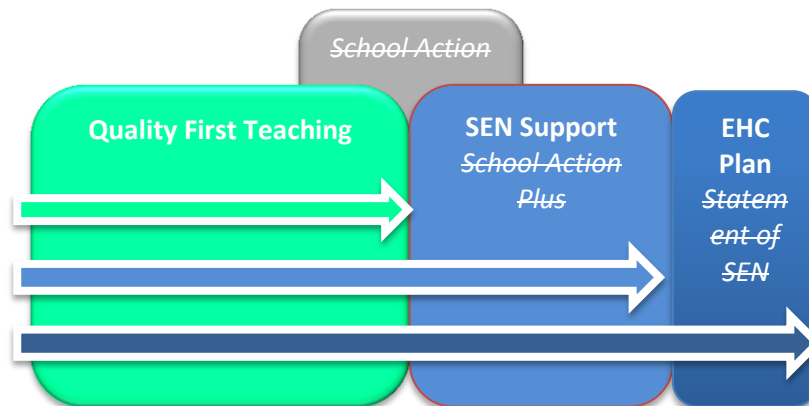 School Action
Quality First Teaching
SEN Support
School Action
Plus
EHC
Plan
Statem
ent of
SEN